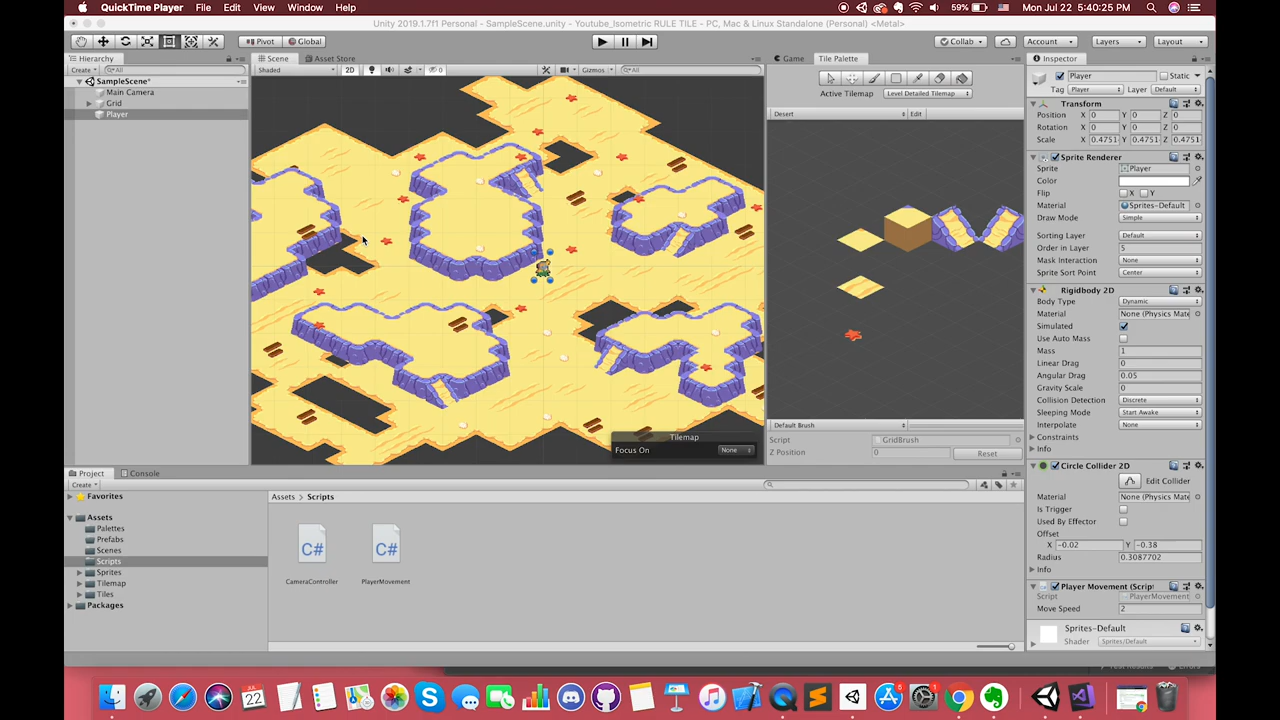 QuickTime Player File Edit View Window Help 59% Mon Jul 22 5:40:25 PM
Unity 2019.1.7f1 Personal - SampleScene.unity - Youtube_Isometric RULE TILE - PC, Mac & Linux Standalone (Personal) <Metal>
Pivot Global Collab Account Layers Layout
Hierarchy Scene Asset Store Game Tile Palette Inspector
Create All Shaded 2D 0 Gizmos All
SampleScene*
Main Camera
Grid
Player
Active Tilemap Level Detailed Tilemap
Desert Edit
Tilemap
Focus On None
Default Brush
Script GridBrush
Z Position 0 Reset
Player Static
Tag Player Layer Default
Transform
Position X 0 Y 0 Z 0
Rotation X 0 Y 0 Z 0
Scale X 0.4751 Y 0.4751 Z 0.4751
Sprite Renderer
Sprite Player
Color
Flip X Y
Material Sprites-Default
Draw Mode Simple
Sorting Layer Default
Order in Layer 5
Mask Interaction None
Sprite Sort Point Center
Rigidbody 2D
Body Type Dynamic
Material None (Physics Mate
Simulated
Use Auto Mass
Mass 1
Linear Drag 0
Angular Drag 0.05
Gravity Scale 0
Collision Detection Discrete
Sleeping Mode Start Awake
Interpolate None
Constraints
Info
Circle Collider 2D
Edit Collider
Material None (Physics Mate
Is Trigger
Used By Effector
Offset
X -0.02 Y -0.38
Radius 0.3087702
Info
Player Movement (Script
Script PlayerMovement
Move Speed 2
Sprites-Default
Shader Sprites/Default
Project Console
Create
Favorites
Assets
Palettes
Prefabs
Scenes
Scripts
Sprites
Tilemap
Tiles
Packages
Assets Scripts
C# C#
CameraController PlayerMovement
Test Results Errors
JUL
22